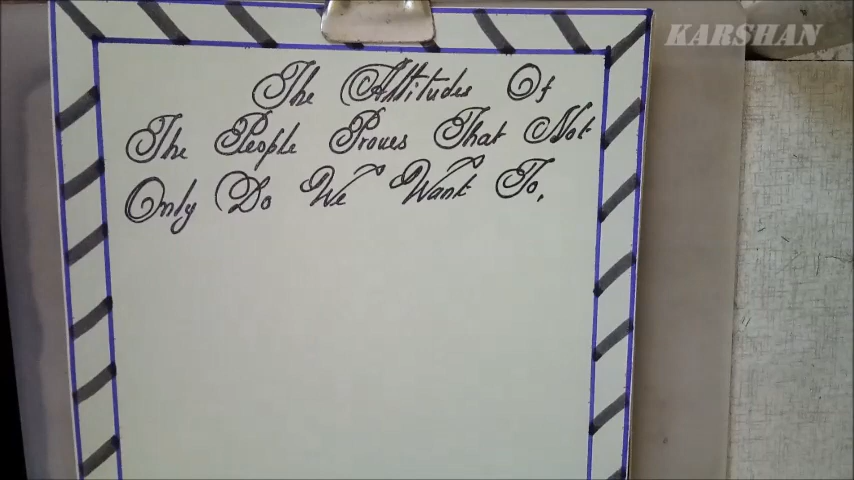 KARSHAN
The Attitudes Of
The People Proves That Not
Only Do We Want To,